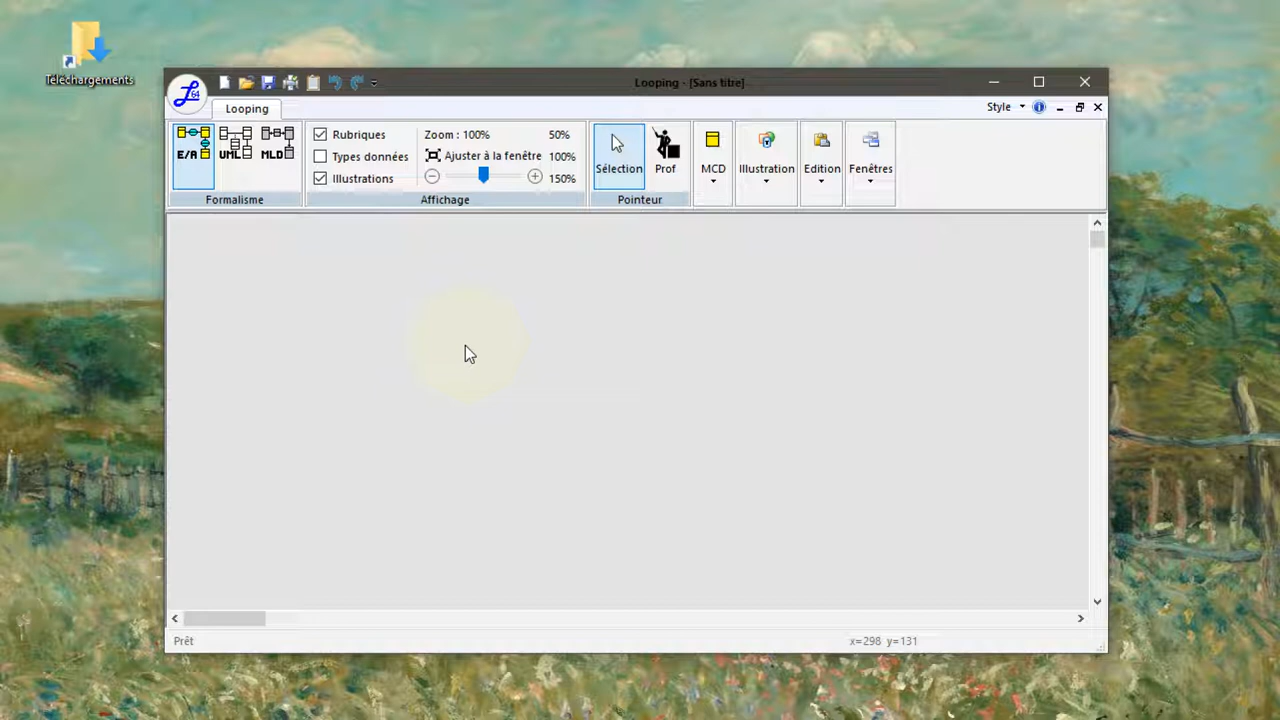 Téléchargements
Looping - [Sans titre]
L 64
Looping
Style
Rubriques
Types données
Illustrations
Zoom : 100%
50%
Ajuster à la fenêtre
100%
150%
E/A
UML
MLD
Sélection
Prof
MCD
Illustration
Edition
Fenêtres
Formalisme
Affichage
Pointeur
Prêt
x=298 y=131